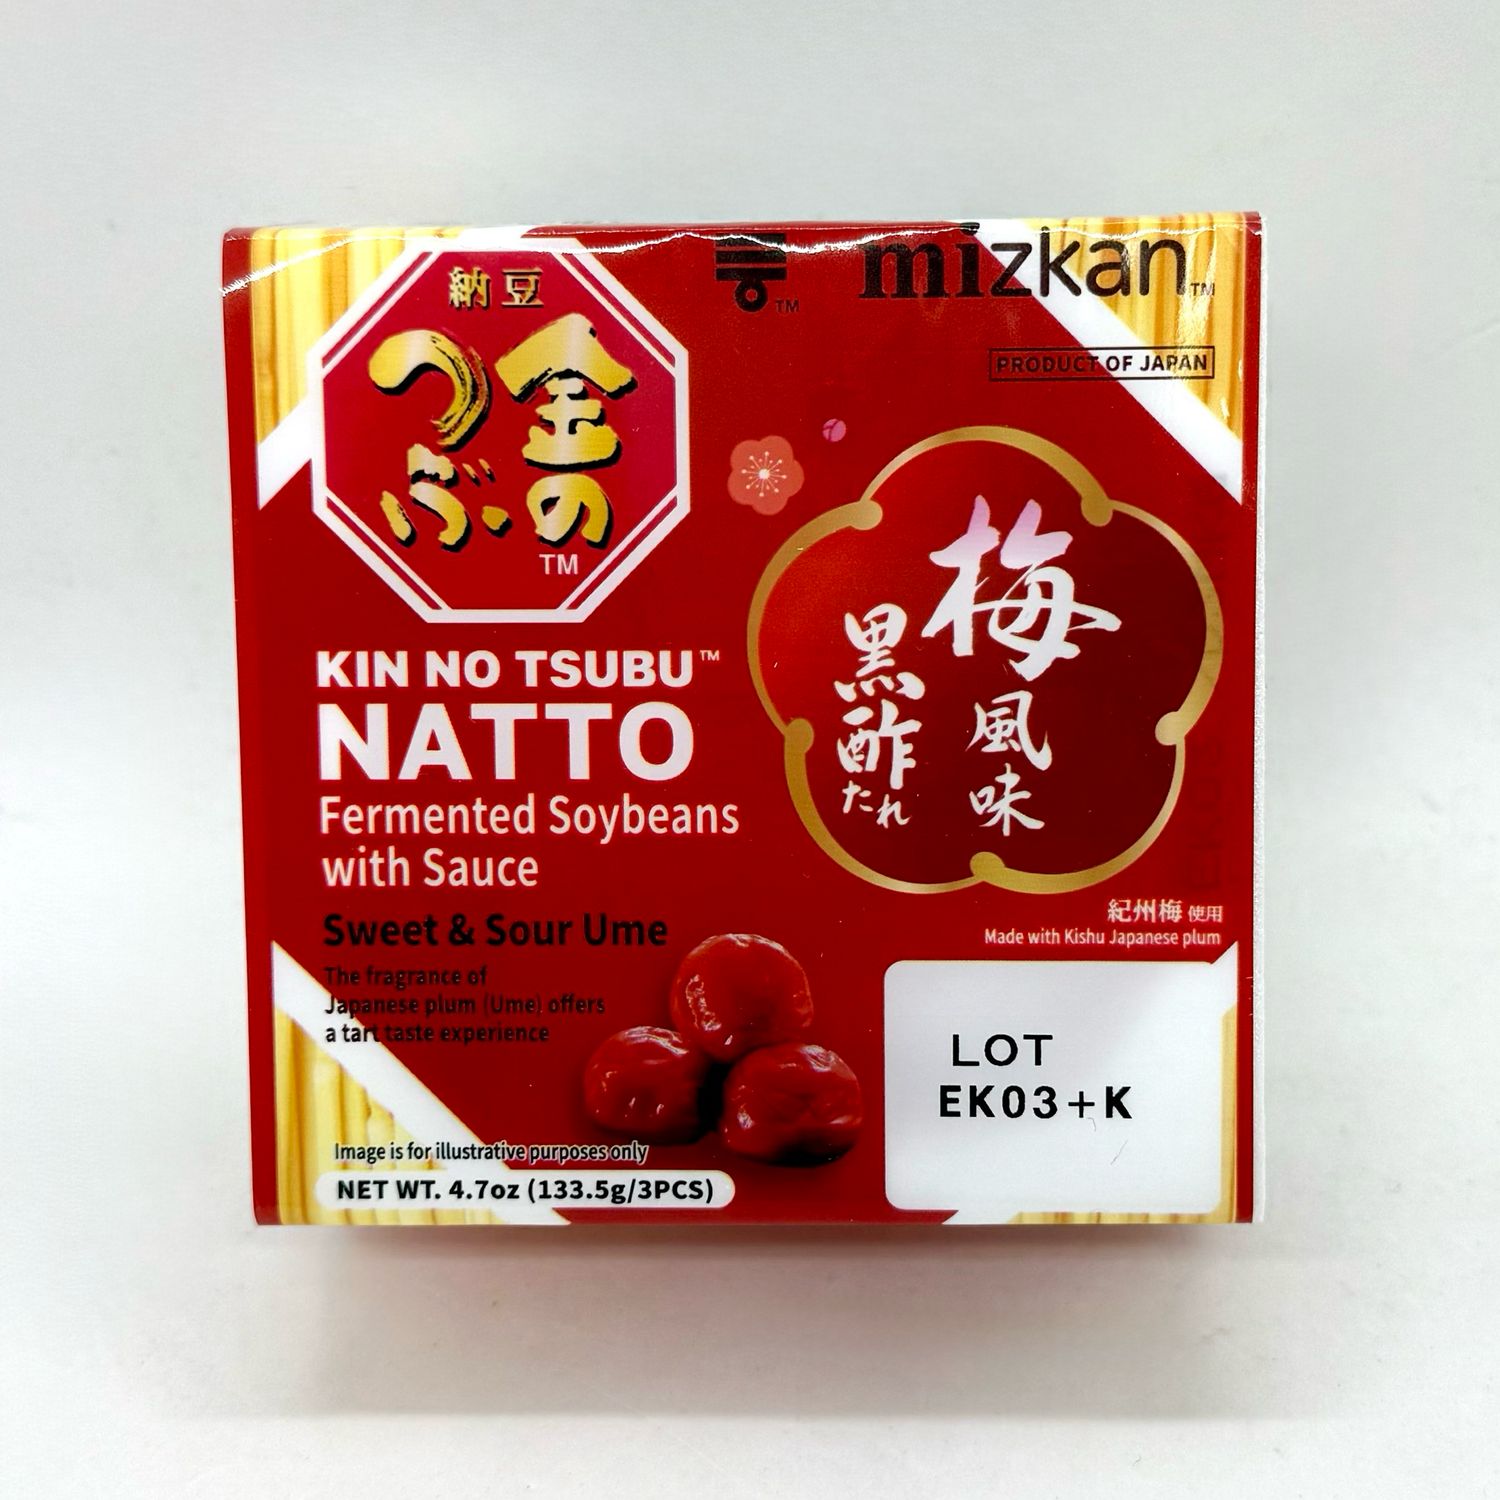 納豆
金の
つぶ
TM
mizkan TM
TM
PRODUCT OF JAPAN
KIN NO TSUBU™
NATTO
Fermented Soybeans
with Sauce
Sweet & Sour Ume
The fragrance of
Japanese plum (Ume) offers
a tart taste experience
梅風味
黒酢たれ
紀州梅使用
Made with Kishu Japanese plum
LOT
EK03+K
Image is for illustrative purposes only
NET WT. 4.7oz (133.5g/3PCS)